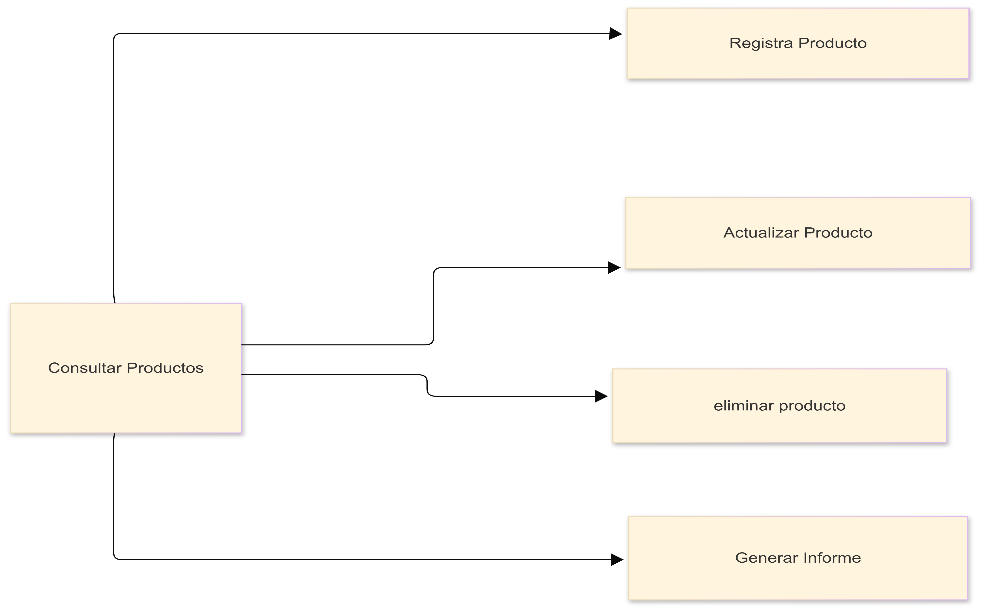 Registra Producto
Actualizar Producto
Consultar Productos
eliminar producto
Generar Informe